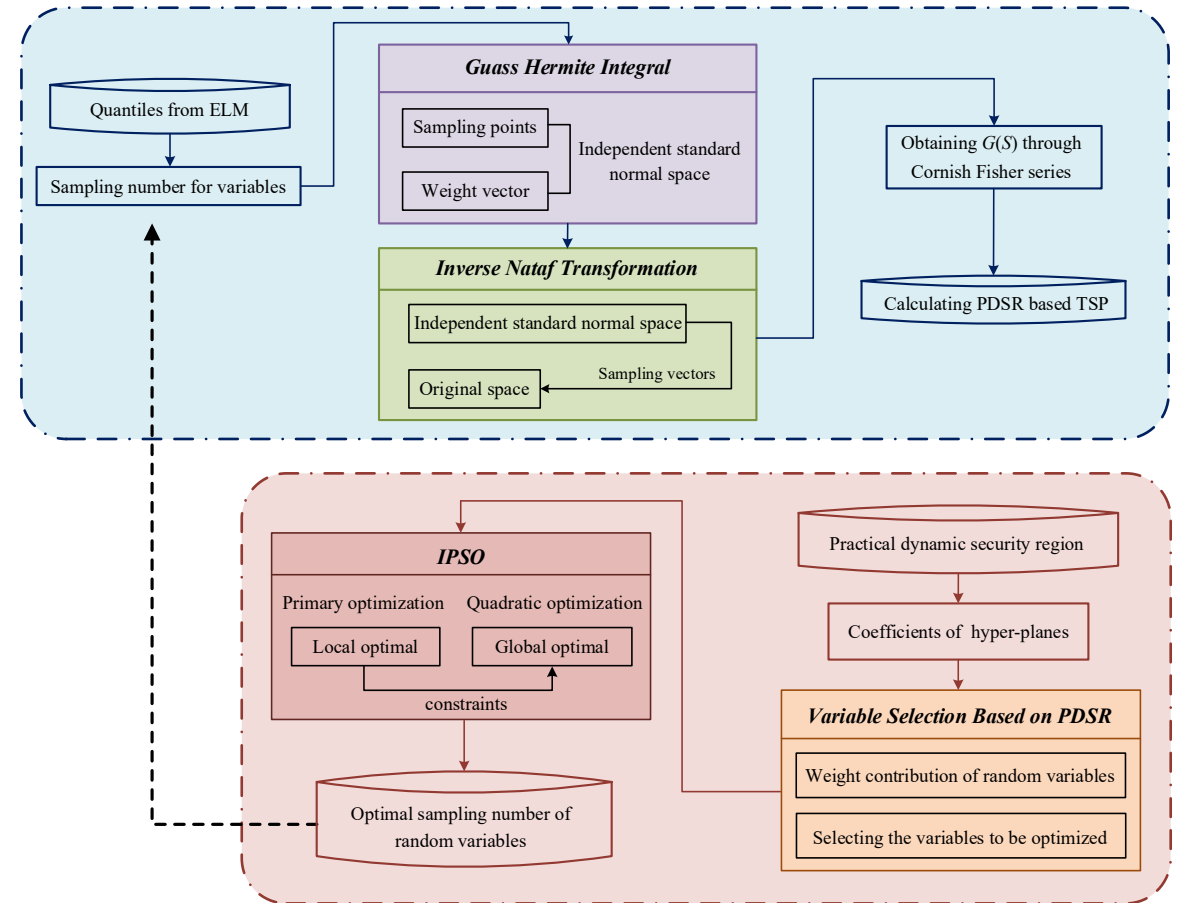 Quantiles from ELM
Sampling number for variables
Guass Hermite Integral
Sampling points
Weight vector
Independent standard
normal space
Inverse Nataf Transformation
Independent standard normal space
Sampling vectors
Original space
Obtaining G(S) through
Cornish Fisher series
Calculating PDSR based TSP
Practical dynamic security region
Coefficients of hyper-planes
Variable Selection Based on PDSR
Weight contribution of random variables
Selecting the variables to be optimized
IPSO
Primary optimization
Quadratic optimization
Local optimal
Global optimal
constraints
Optimal sampling number of
random variables